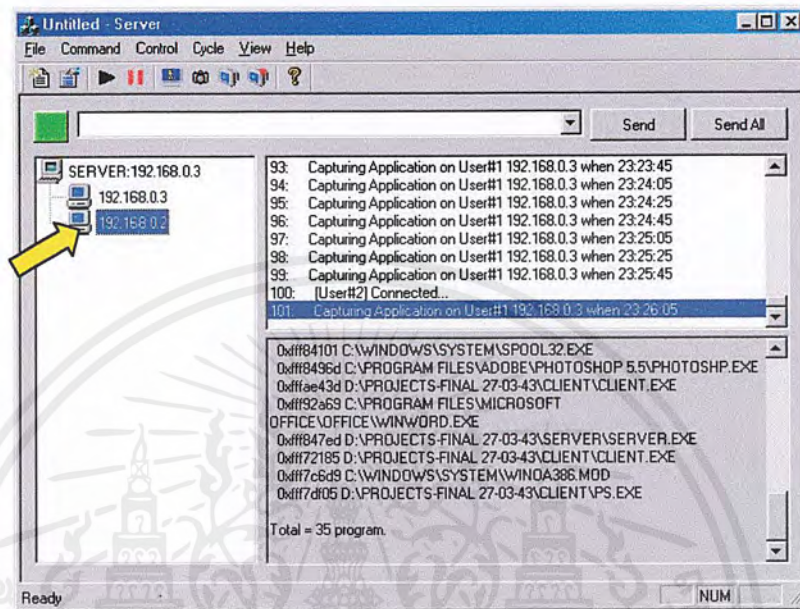 Untitled - Server
File Command Control Cycle View Help
Send Send All
SERVER:192.168.0.3
192.168.0.3
192.168.0.2
93: Capturing Application on User#1 192.168.0.3 when 23:23:45
94: Capturing Application on User#1 192.168.0.3 when 23:24:05
95: Capturing Application on User#1 192.168.0.3 when 23:24:25
96: Capturing Application on User#1 192.168.0.3 when 23:24:45
97: Capturing Application on User#1 192.168.0.3 when 23:25:05
98: Capturing Application on User#1 192.168.0.3 when 23:25:25
99: Capturing Application on User#1 192.168.0.3 when 23:25:45
100: [User#2] Connected...
101: Capturing Application on User#1 192.168.0.3 when 23:26:05
0xfff84101 C:\WINDOWS\SYSTEM\SPOOL32.EXE
0xfff8496d C:\PROGRAM FILES\ADOBE\PHOTOSHOP 5.5\PHOTOSHP.EXE
0xfffae43d D:\PROJECTS-FINAL 27-03-43\CLIENT\CLIENT.EXE
0xfff92a69 C:\PROGRAM FILES\MICROSOFT
OFFICE\OFFICE\WINWORD.EXE
0xfff847ed D:\PROJECTS-FINAL 27-03-43\SERVER\SERVER.EXE
0xfff72185 D:\PROJECTS-FINAL 27-03-43\CLIENT\CLIENT.EXE
0xfff7c6d9 C:\WINDOWS\SYSTEM\WINOA386.MOD
0xfff7df05 D:\PROJECTS-FINAL 27-03-43\CLIENT\PS.EXE
Total = 35 program.
Ready NUM